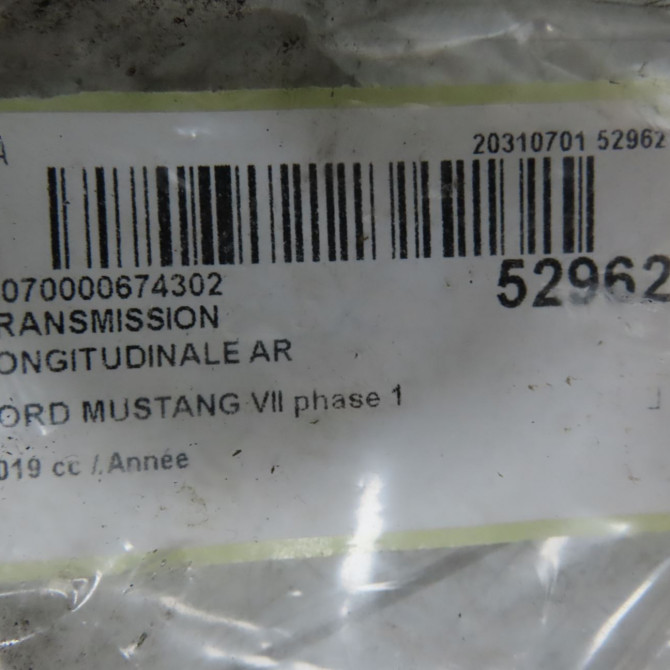 A
20310701 52962
070000674302
52962
RANSMISSION
ONGITUDINALE AR
ORD MUSTANG VII phase 1
019 cc / Année